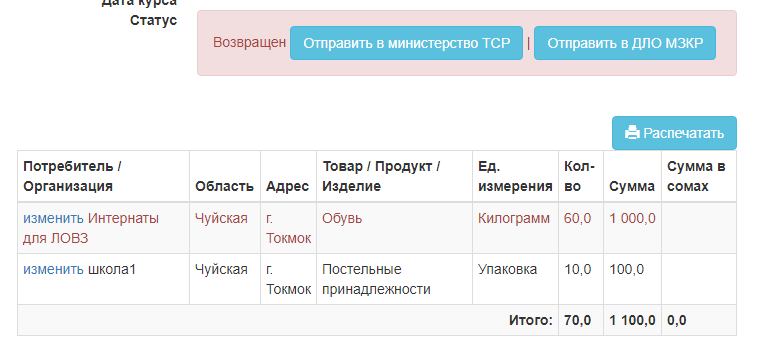 Дата курса
Статус
Возвращен Отправить в министерство ТСР | Отправить в ДЛО МЗКР
Распечатать
Потребитель / Организация Область Адрес Товар / Продукт / Изделие Ед. измерения Кол-во Сумма Сумма в сомах
изменить Интернаты для ЛОВЗ Чуйская г. Токмок Обувь Килограмм 60,0 1 000,0
изменить школа1 Чуйская г. Токмок Постельные принадлежности Упаковка 10,0 100,0
Итого: 70,0 1 100,0 0,0